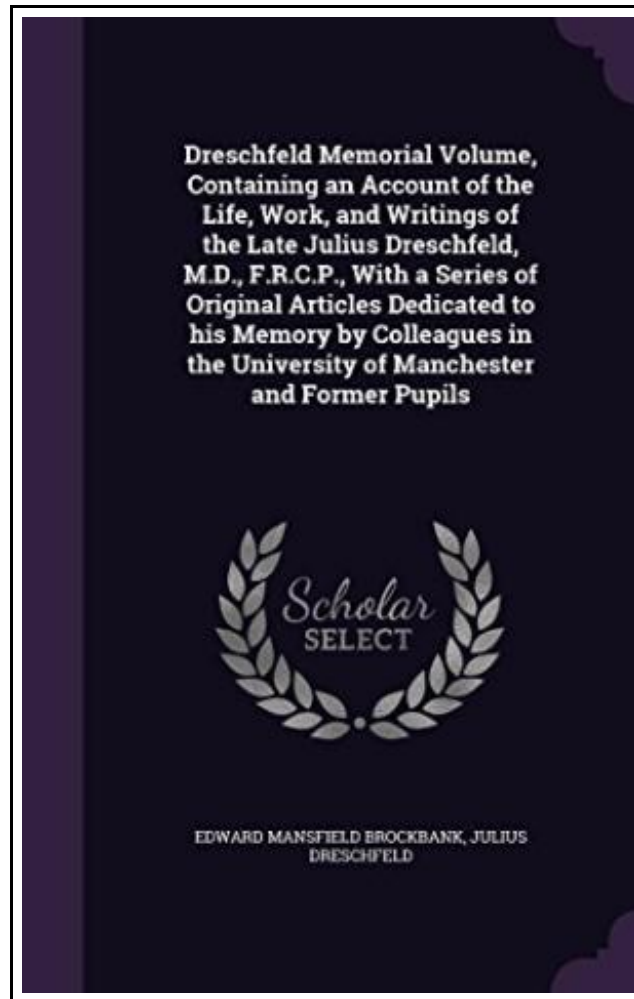 Dreschfeld Memorial Volume,
Containing an Account of the
Life, Work, and Writings of
the Late Julius Dreschfeld,
M.D., F.R.C.P., With a Series of
Original Articles Dedicated to
his Memory by Colleagues in
the University of Manchester
and Former Pupils
Scholar
SELECT
EDWARD MANSFIELD BROCKBANK, JULIUS
DRESCHFELD